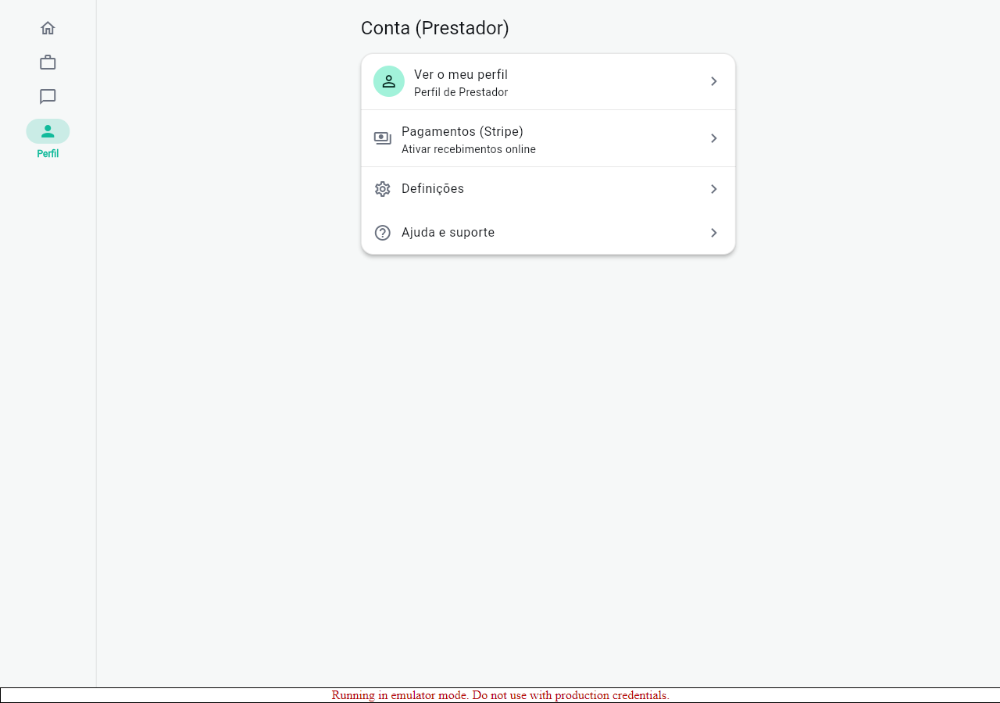 Conta (Prestador)
Ver o meu perfil
Perfil de Prestador
Pagamentos (Stripe)
Ativar recebimentos online
Definições
Ajuda e suporte
Perfil
Running in emulator mode. Do not use with production credentials.